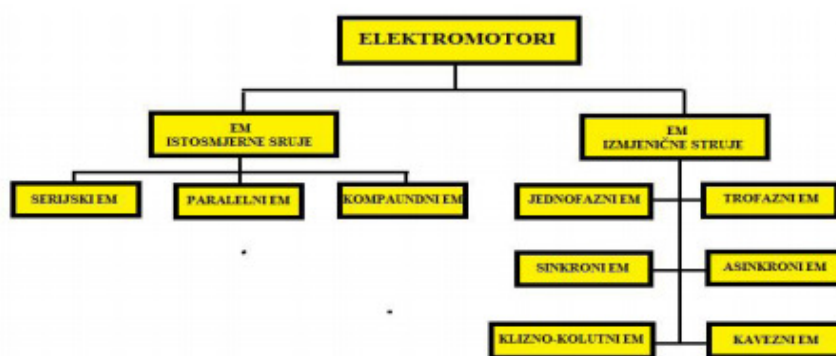 ELEKTROMOTORI
EM
ISTOSMJERNE SRUJE
EM
IZMJENIČNE STRUJE
SERIJSKI EM
PARALELNI EM
KOMPAUNDNI EM
JEDNOFAZNI EM
TROFAZNI EM
SINKRONI EM
ASINKRONI EM
KLIZNO-KOLUTNI EM
KAVEZNI EM